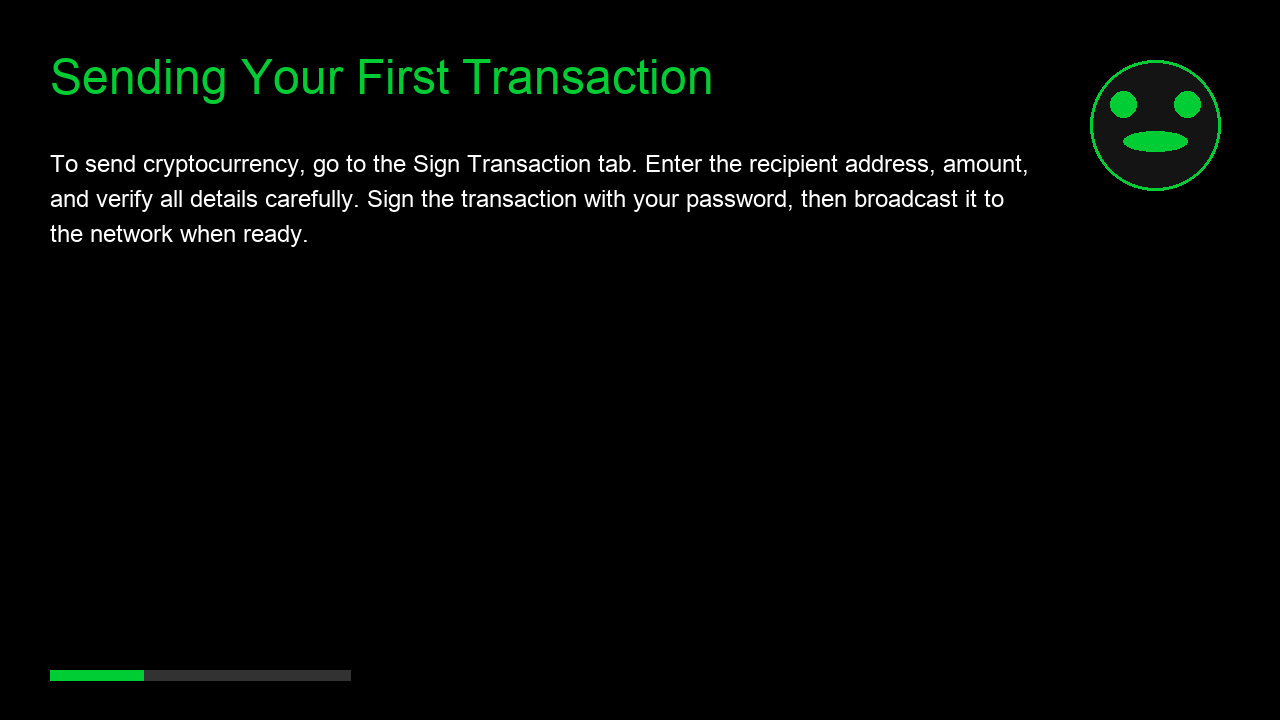 Sending Your First Transaction
To send cryptocurrency, go to the Sign Transaction tab. Enter the recipient address, amount,
and verify all details carefully. Sign the transaction with your password, then broadcast it to
the network when ready.